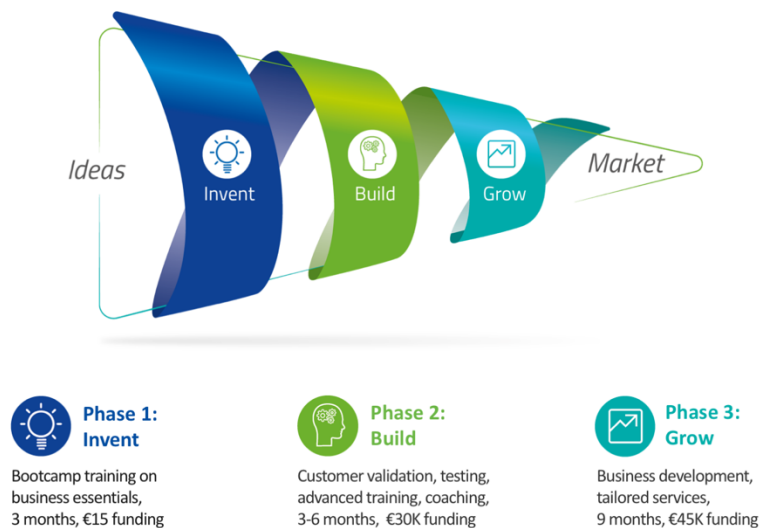 Ideas
Invent
Build
Grow
Market
Phase 1:
Invent
Bootcamp training on
business essentials,
3 months, €15 funding
Phase 2:
Build
Customer validation, testing,
advanced training, coaching,
3-6 months, €30K funding
Phase 3:
Grow
Business development,
tailored services,
9 months, €45K funding